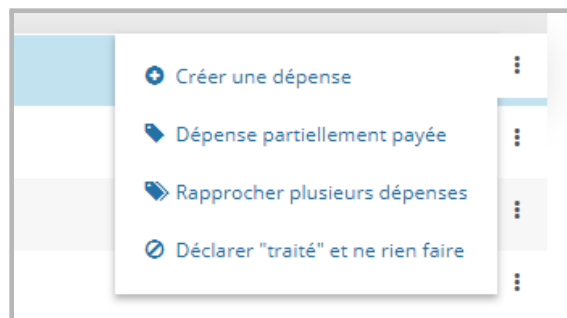 Créer une dépense
Dépense partiellement payée
Rapprocher plusieurs dépenses
Déclarer "traité" et ne rien faire